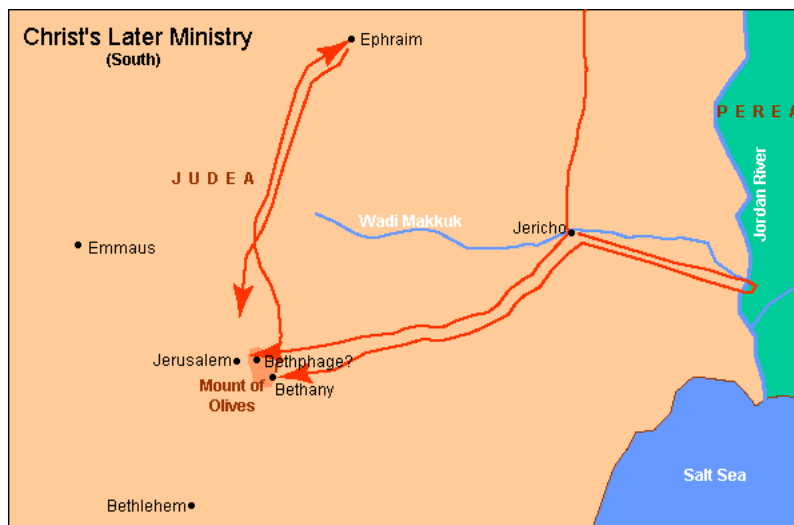 Christ's Later Ministry
(South)
Ephraim
PEREA
JUDEA
Jordan River
Wadi Makkuk
Jericho
Emmaus
Jerusalem
Bethphage?
Mount of
Olives
Bethany
Salt Sea
Bethlehem